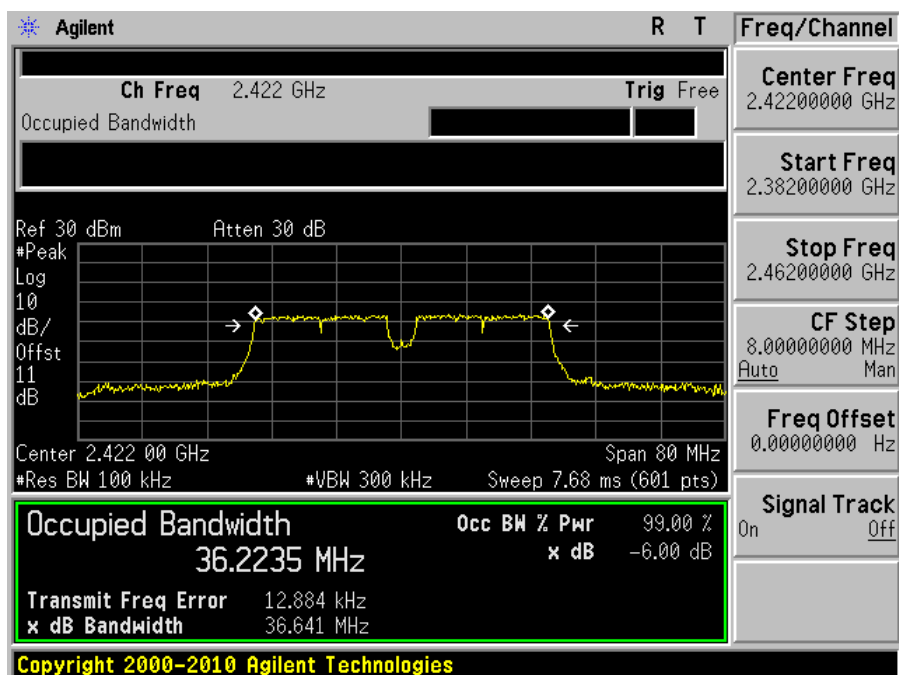 Agilent R T
Ch Freq 2.422 GHz Trig Free
Occupied Bandwidth
Ref 30 dBm Atten 30 dB
#Peak
Log
10
dB/
Offst
11
dB
Center 2.422 00 GHz Span 80 MHz
#Res BW 100 kHz #VBW 300 kHz Sweep 7.68 ms (601 pts)
Occupied Bandwidth
36.2235 MHz
Occ BW % Pwr 99.00 %
x dB -6.00 dB
Transmit Freq Error 12.884 kHz
x dB Bandwidth 36.641 MHz
Copyright 2000-2010 Agilent Technologies
Freq/Channel
Center Freq
2.42200000 GHz
Start Freq
2.38200000 GHz
Stop Freq
2.46200000 GHz
CF Step
8.00000000 MHz
Auto Man
Freq Offset
0.00000000 Hz
Signal Track
On Off